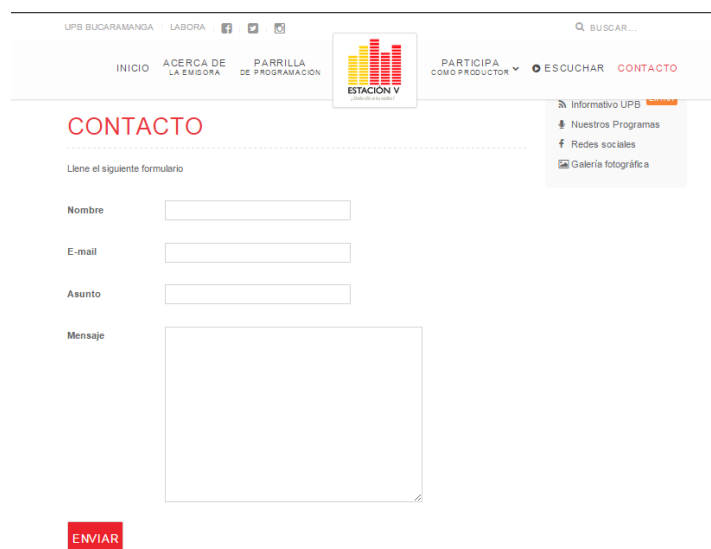 UPB BUCARAMANGA LABORA
BUSCAR...
INICIO
ACERCA DE
LA EMISORA
PARRILLA
DE PROGRAMACIÓN
ESTACIÓN V
PARTICIPA
COMO PRODUCTOR
ESCUCHAR
CONTACTO
Informativo UPB
Nuestros Programas
Redes sociales
Galería fotográfica
CONTACTO
Llene el siguiente formulario
Nombre
E-mail
Asunto
Mensaje
ENVIAR